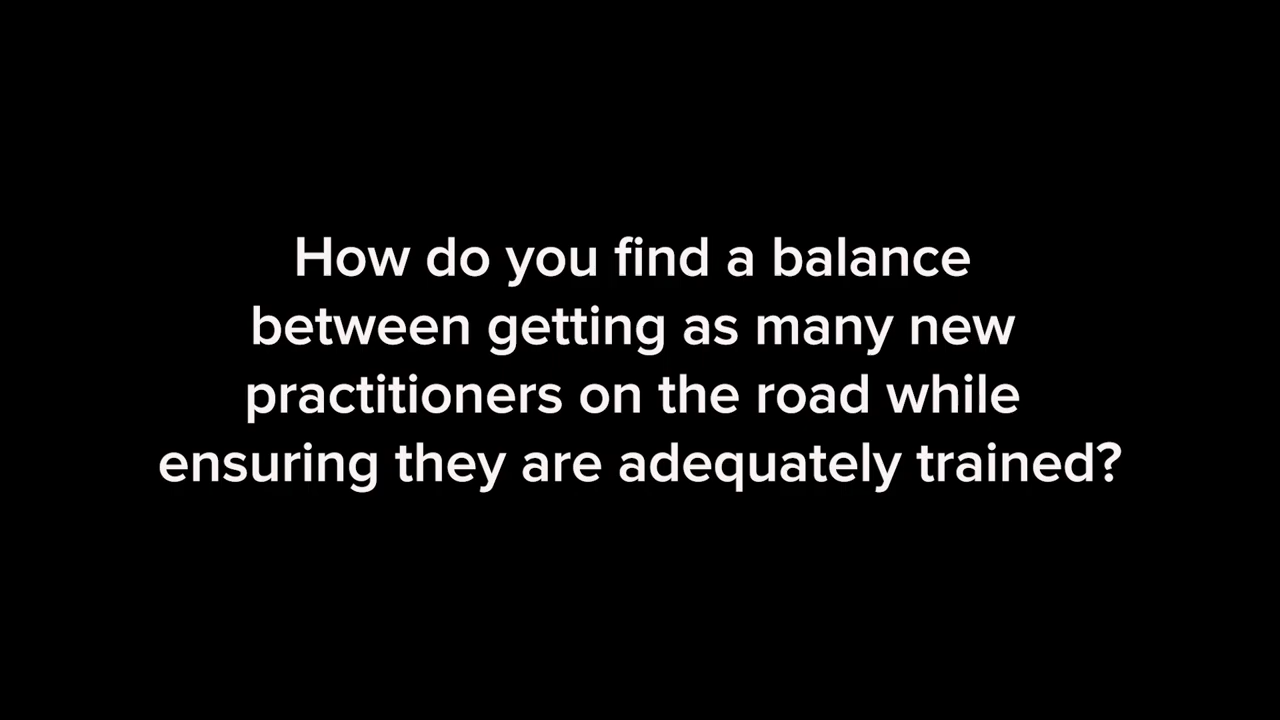 How do you find a balance
between getting as many new
practitioners on the road while
ensuring they are adequately trained?